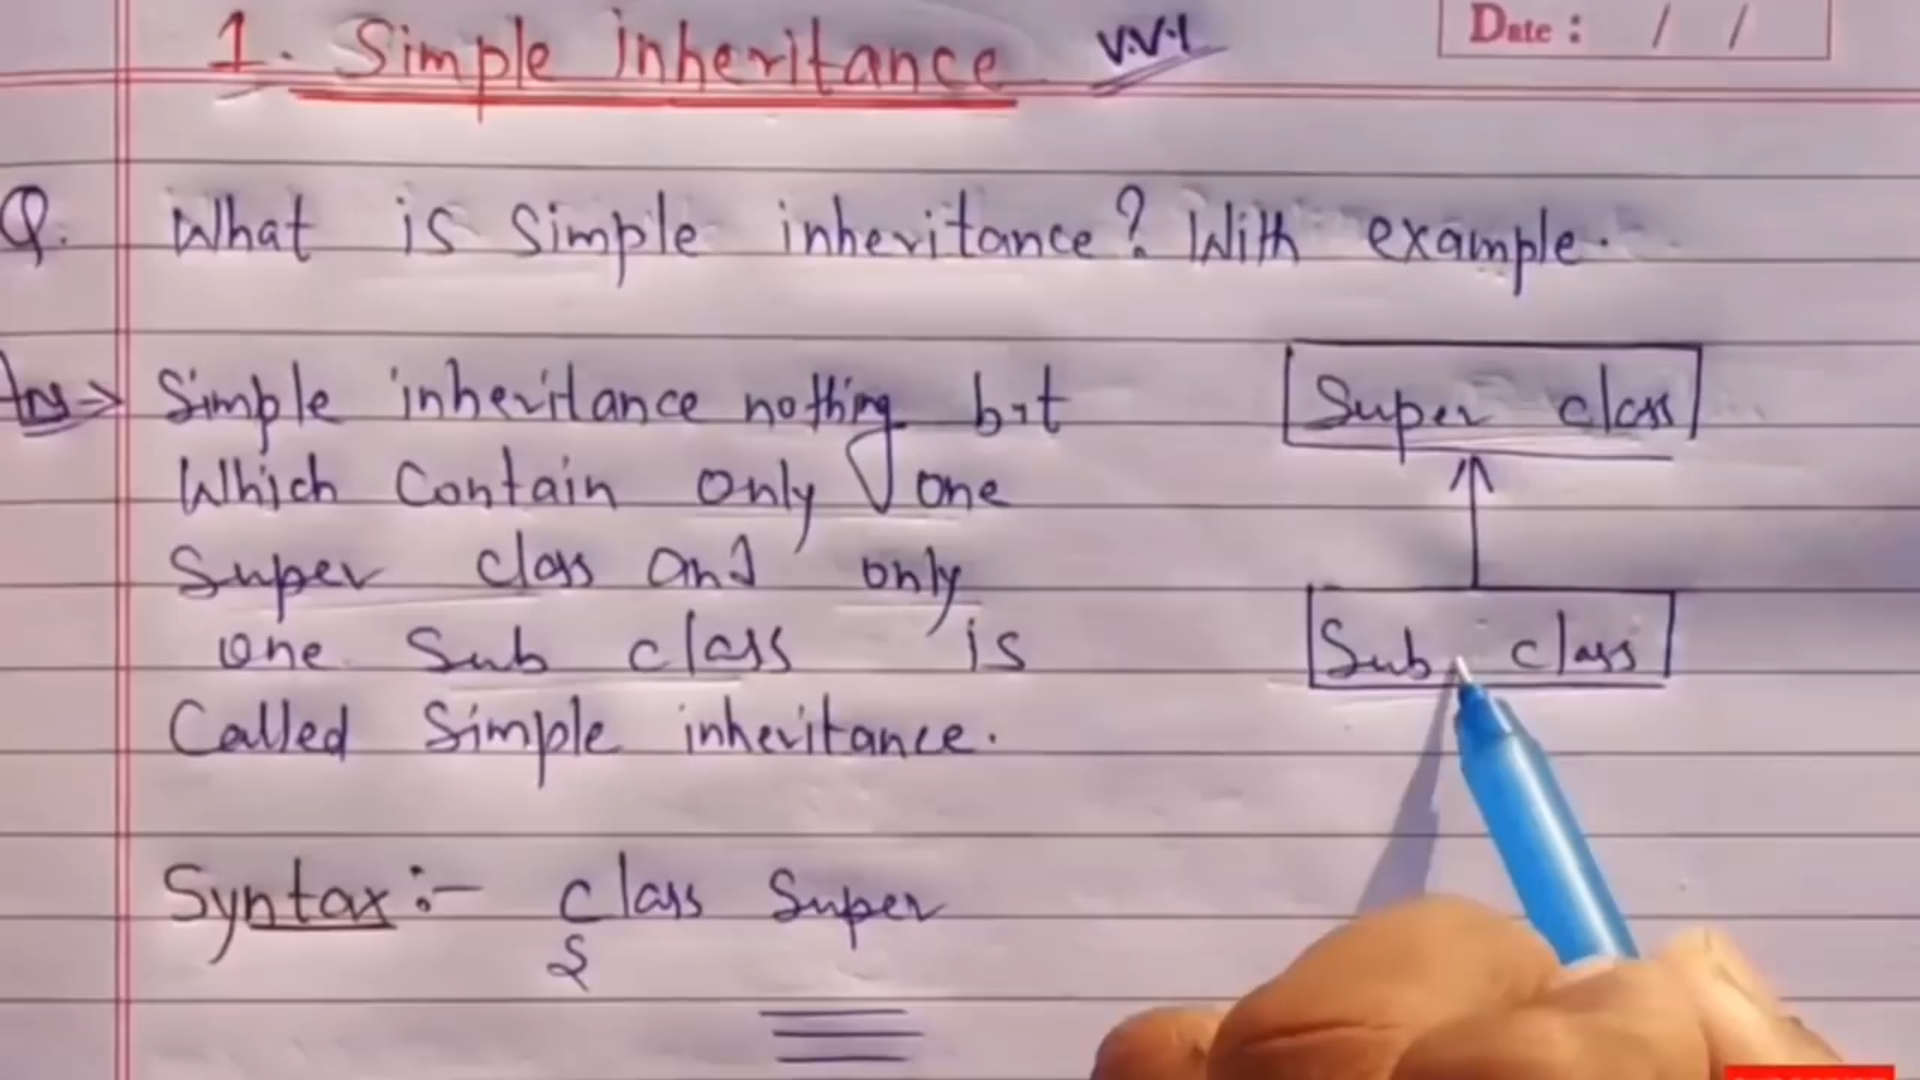 Date : / /
1. Simple inheritance V.V.I
Q. What is Simple inheritance? With example.
Ans-> Simple inheritance nothing but
Which Contain only one
Super class and only
one Sub class is
Called Simple inheritance.
Super class
Sub class
Syntax:- class Super
{